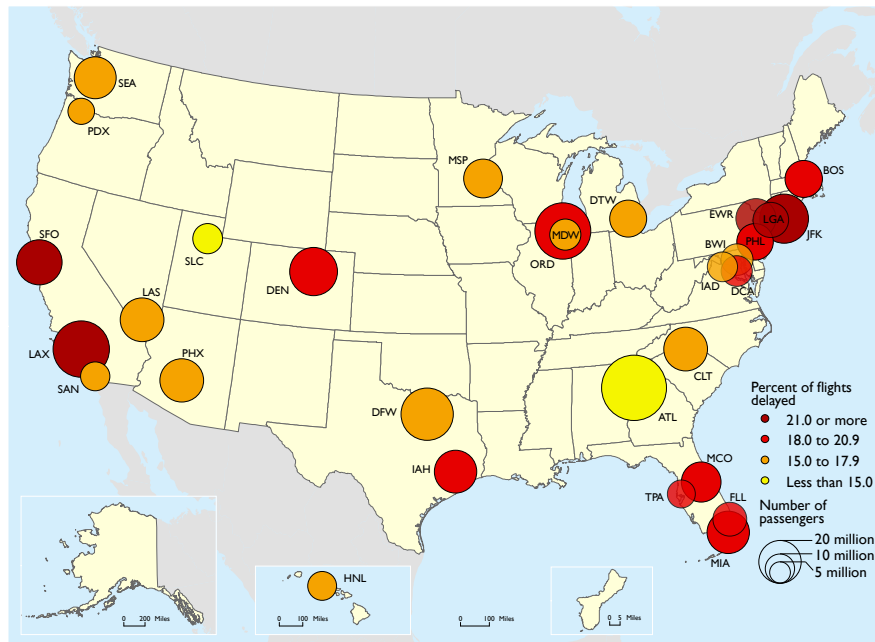 SEA
PDX
MSP
BOS
DTW
EWR
LGA
SFO
JFK
MDW
PHL
BWI
SLC
ORD
DEN
IAD
DCA
LAS
LAX
PHX
CLT
SAN
Percent of flights
delayed
DFW
ATL
21.0 or more
18.0 to 20.9
MCO
15.0 to 17.9
IAH
Less than 15.0
TPA
FLL
Number of
passengers
20 million
10 million
5 million
MIA
HNL
0 200 Miles
0 100 Miles
0 100 Miles
0 5 Miles